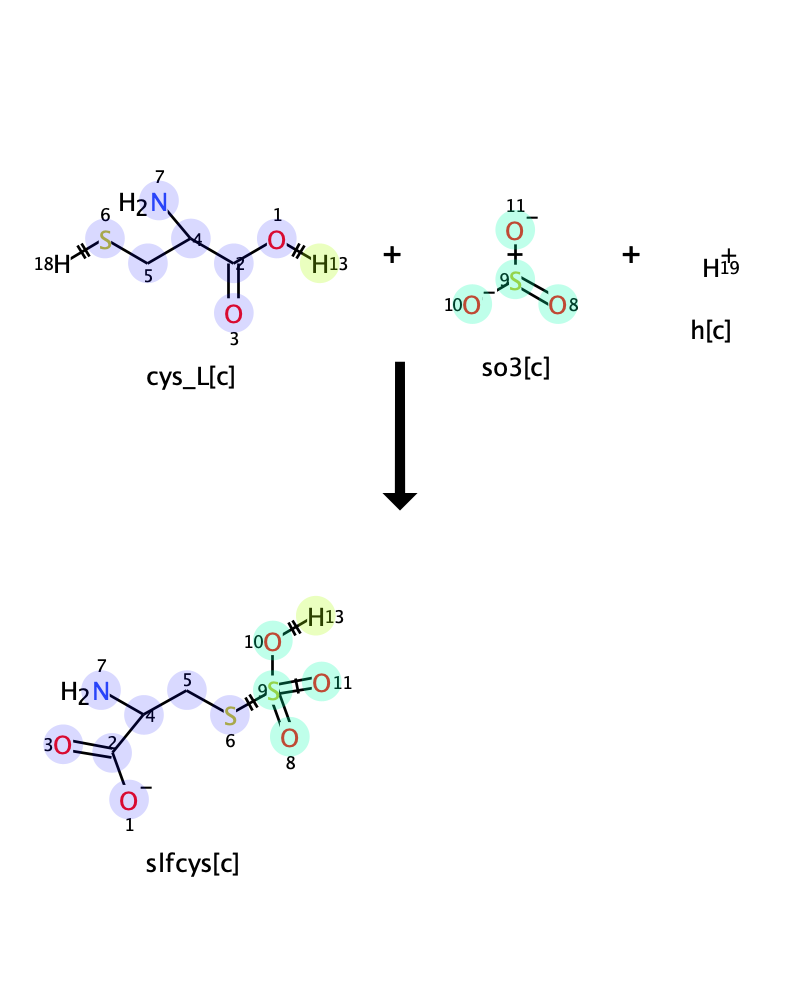 7
H2N
6
1
S
4
O
18H
5
2
H13
O
3
cys_L[c]
+
11
O−
+
9S
10O−
O8
so3[c]
+
H+
19
h[c]
H13
10O
7
5
H2N
9S
O11
4
S
3O
2
6
O
8
O−
1
slfcys[c]